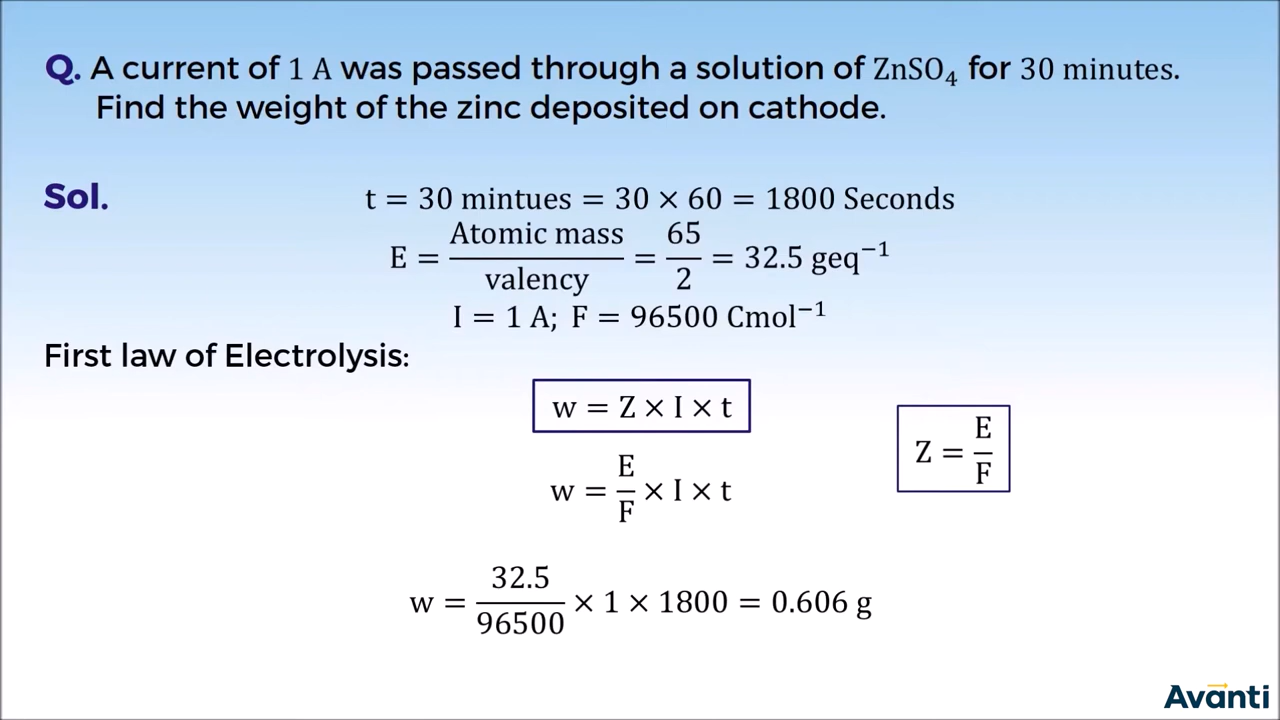 Q. A current of 1 A was passed through a solution of ZnSO₄ for 30 minutes.
Find the weight of the zinc deposited on cathode.
Sol.
t = 30 mintues = 30 × 60 = 1800 Seconds
E = Atomic mass / valency = 65 / 2 = 32.5 geq⁻¹
I = 1 A; F = 96500 Cmol⁻¹
First law of Electrolysis:
w = Z × I × t
Z = E / F
w = E / F × I × t
w = 32.5 / 96500 × 1 × 1800 = 0.606 g
Avanti